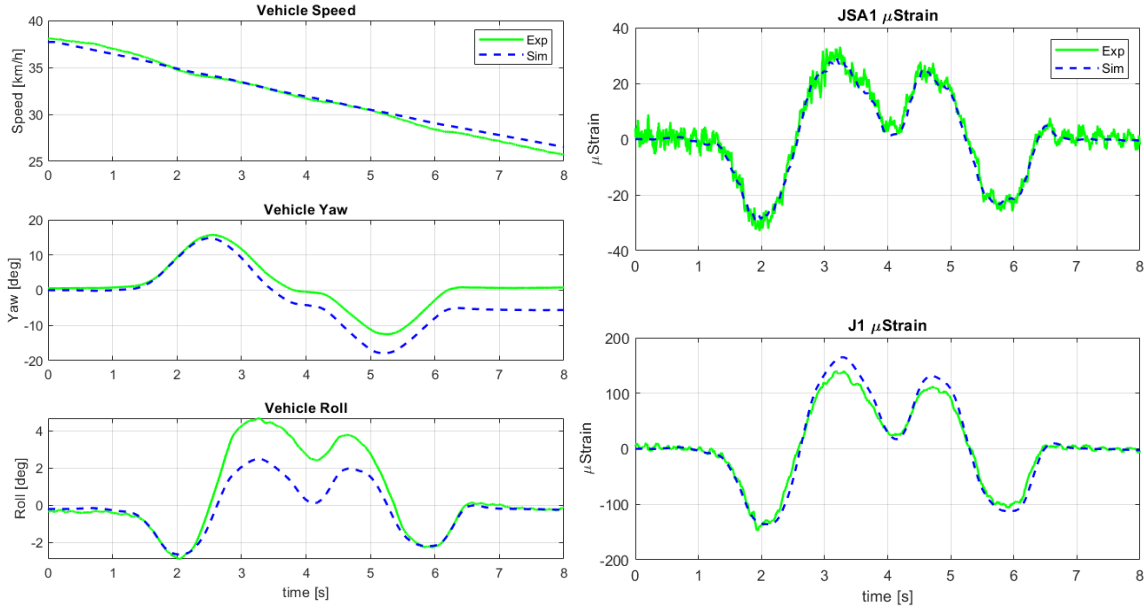 Vehicle Speed
40
35
30
25
Speed [km/h]
Exp
Sim
0 1 2 3 4 5 6 7 8
Vehicle Yaw
20
10
0
-10
-20
Yaw [deg]
0 1 2 3 4 5 6 7 8
Vehicle Roll
4
2
0
-2
Roll [deg]
0 1 2 3 4 5 6 7 8
time [s]
JSA1 μStrain
40
20
0
-20
-40
μStrain
Exp
Sim
0 1 2 3 4 5 6 7 8
J1 μStrain
200
100
0
-100
-200
μStrain
0 1 2 3 4 5 6 7 8
time [s]